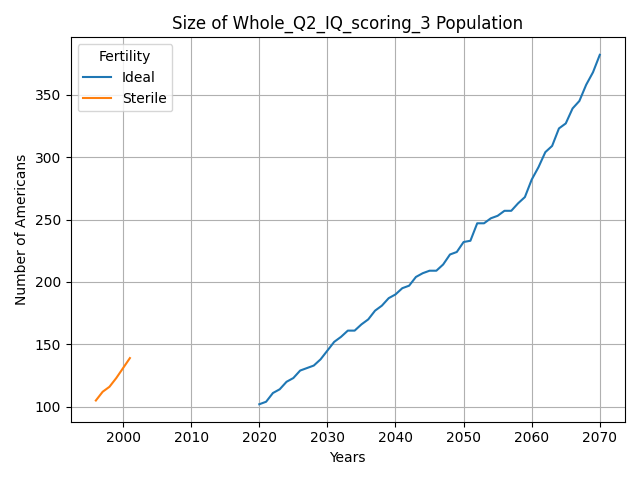 Size of Whole_Q2_IQ_scoring_3 Population
Fertility
Ideal
Sterile
Number of Americans
350
300
250
200
150
100
2000 2010 2020 2030 2040 2050 2060 2070
Years